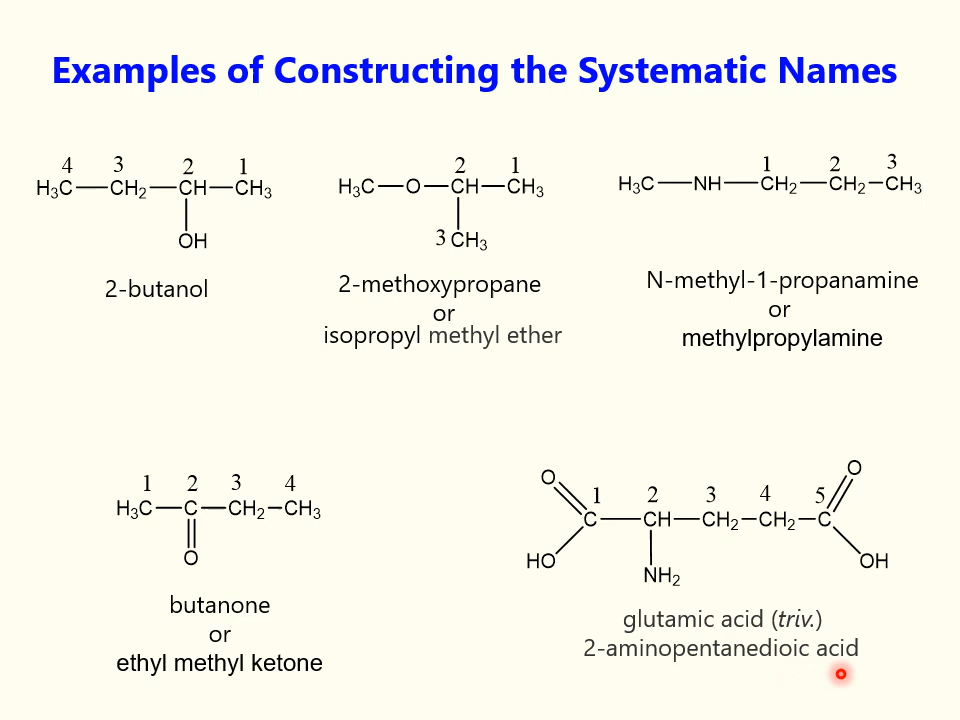 Examples of Constructing the Systematic Names
4 3 2 1
H₃C CH₂ CH CH₃
OH
2-butanol
2 1
H₃C O CH CH₃
3 CH₃
2-methoxypropane
or
isopropyl methyl ether
1 2 3
H₃C NH CH₂ CH₂ CH₃
N-methyl-1-propanamine
or
methylpropylamine
1 2 3 4
H₃C C CH₂ CH₃
O
butanone
or
ethyl methyl ketone
O O
1 2 3 4 5
C CH CH₂ CH₂ C
HO NH₂ OH
glutamic acid (triv.)
2-aminopentanedioic acid